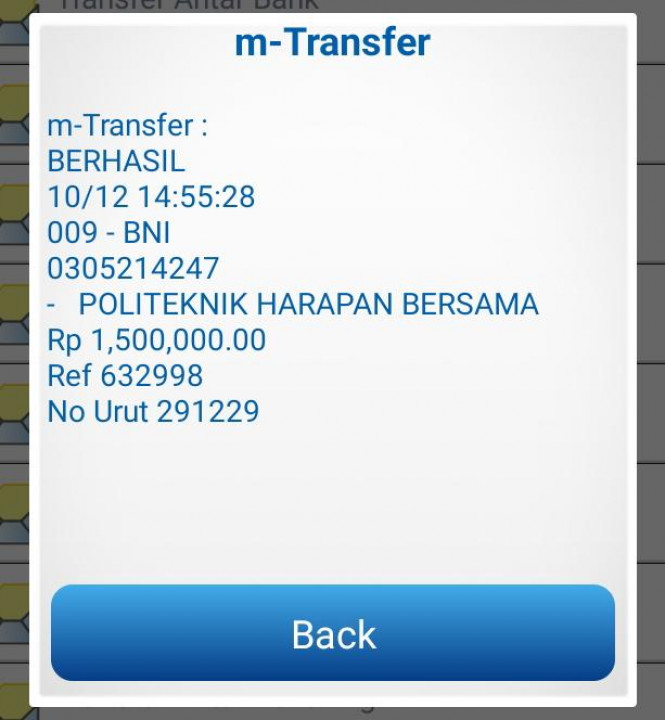 Transfer Antar Bank
m-Transfer
m-Transfer :
BERHASIL
10/12 14:55:28
009 - BNI
0305214247
- POLITEKNIK HARAPAN BERSAMA
Rp 1,500,000.00
Ref 632998
No Urut 291229
Back